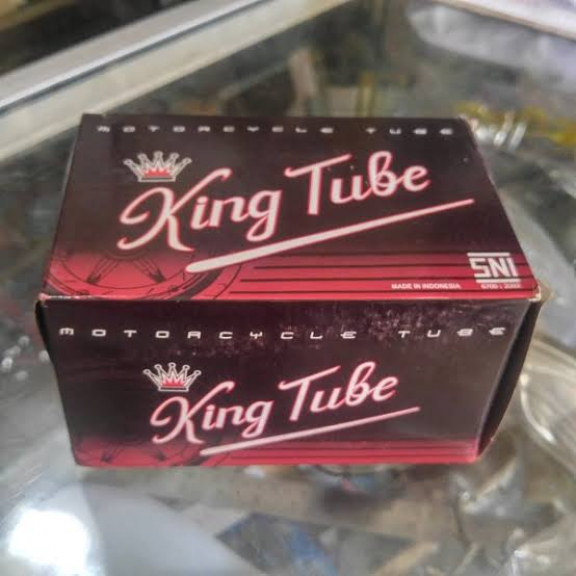 MOTORCYCLE TUBE
King Tube
SNI
MADE IN INDONESIA
MOTORCYCLE TUBE
King Tube